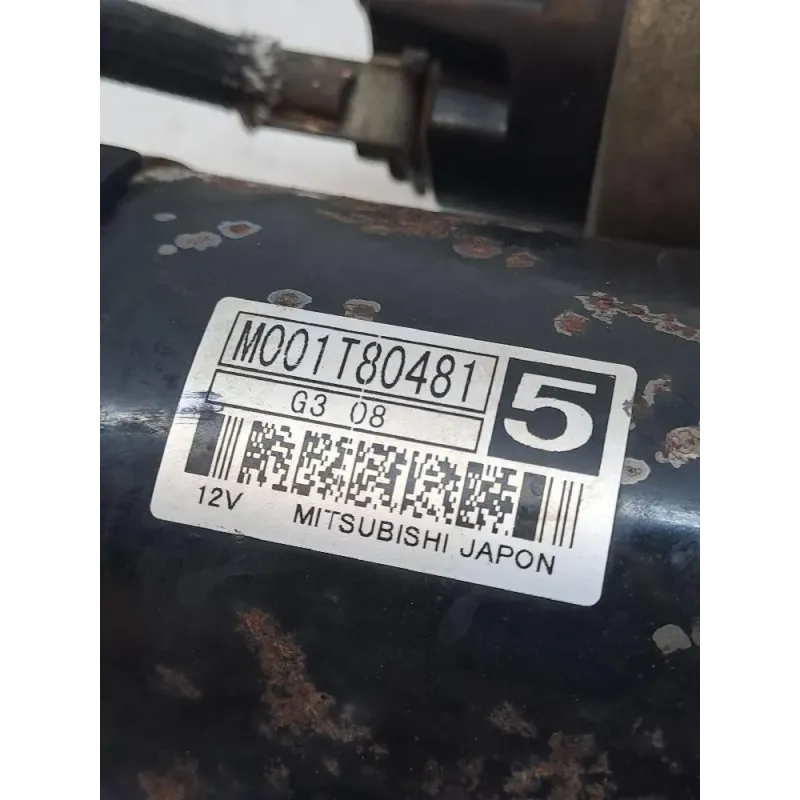 M001T80481
5
G3 08
12V MITSUBISHI JAPON